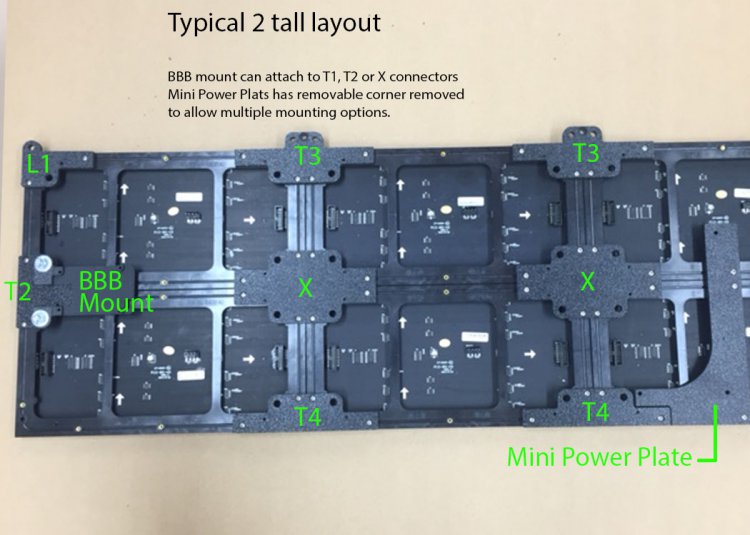 Typical 2 tall layout
BBB mount can attach to T1, T2 or X connectors
Mini Power Plats has removable corner removed
to allow multiple mounting options.
L1
T3
T3
T2
BBB
Mount
X
X
T4
T4
Mini Power Plate